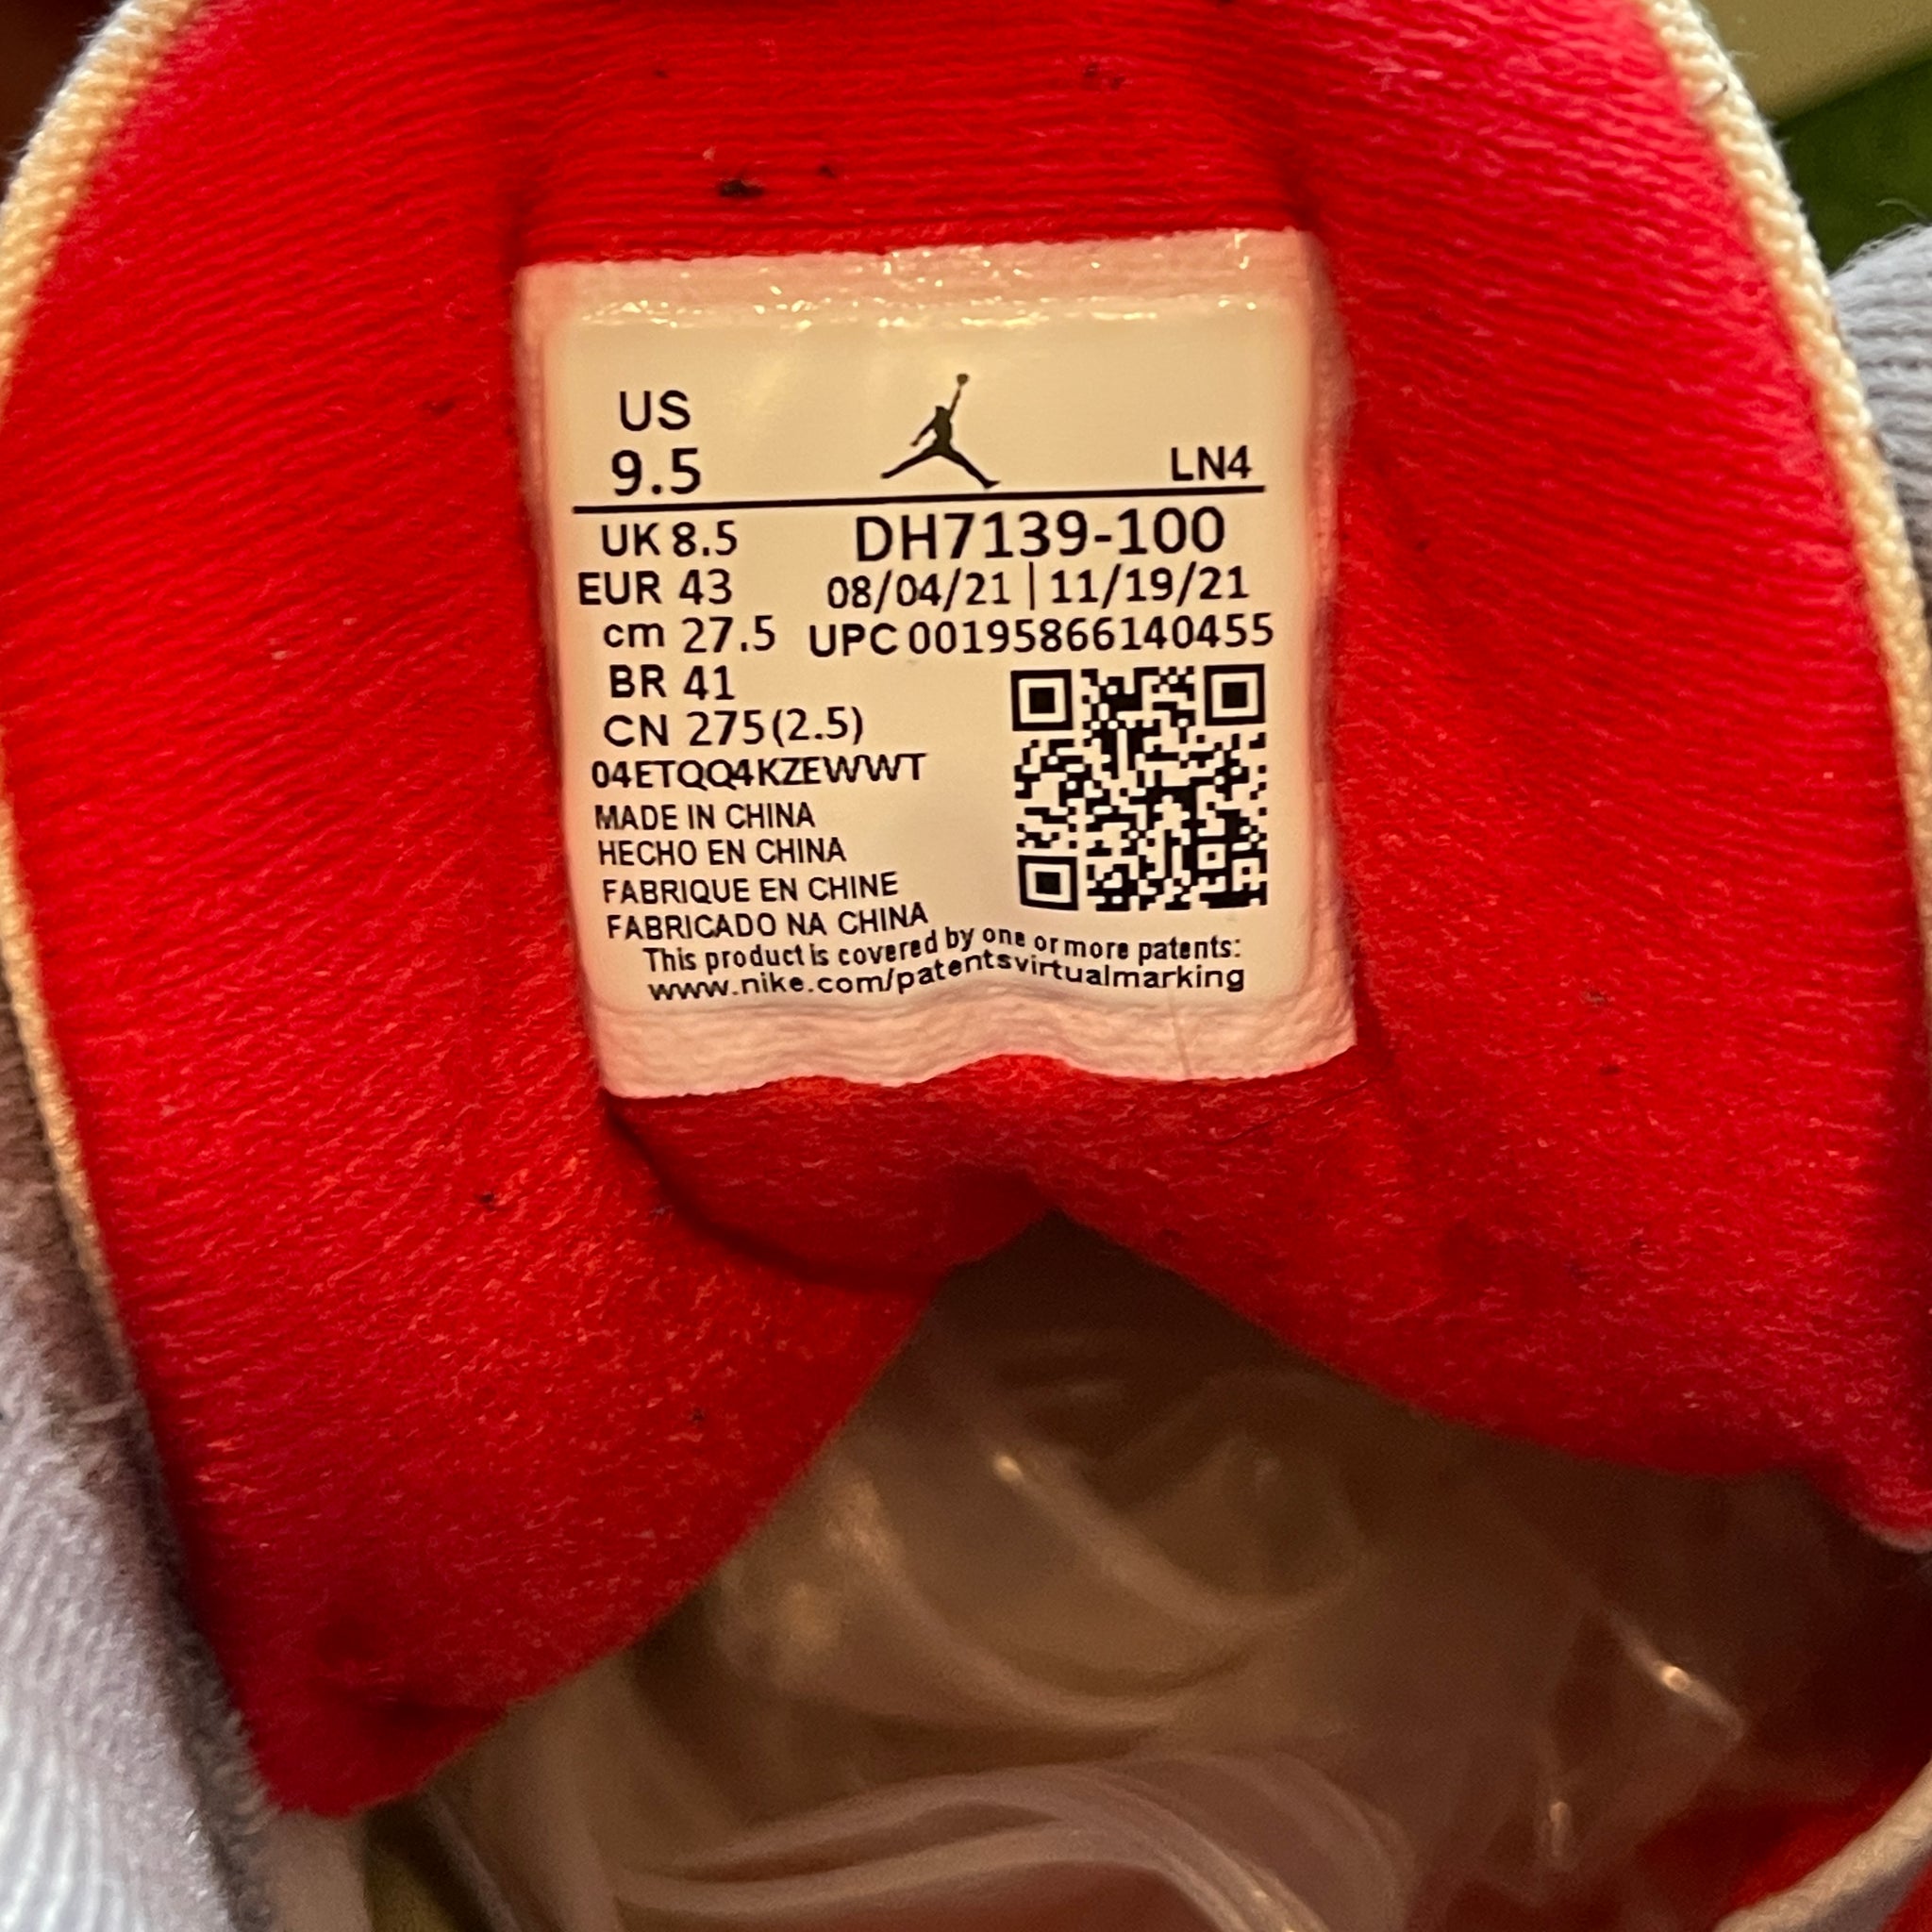 US
9.5 LN4
UK 8.5 DH7139-100
EUR 43 08/04/21 | 11/19/21
cm 27.5 UPC 00195866140455
BR 41
CN 275(2.5)
04ETQQ4KZEWWT
MADE IN CHINA
HECHO EN CHINA
FABRIQUE EN CHINE
FABRICADO NA CHINA
This product is covered by one or more patents:
www.nike.com/patentsvirtualmarking